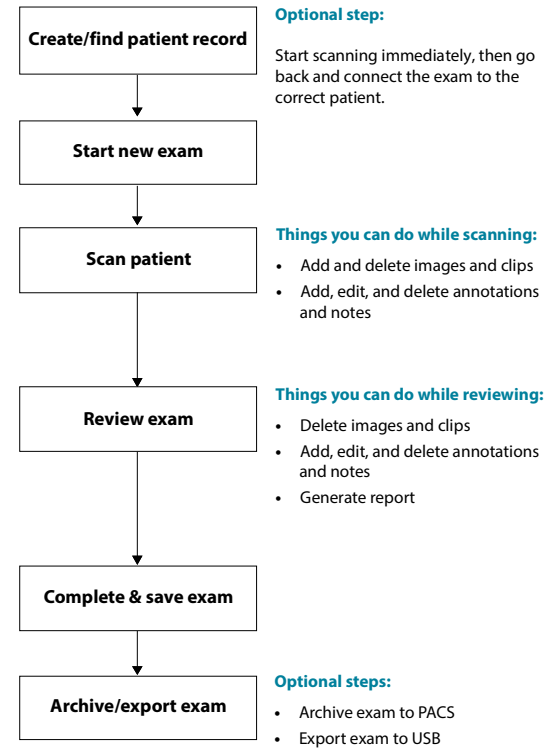 Create/find patient record
Optional step:
Start scanning immediately, then go
back and connect the exam to the
correct patient.
Start new exam
Scan patient
Things you can do while scanning:
• Add and delete images and clips
• Add, edit, and delete annotations
and notes
Review exam
Things you can do while reviewing:
• Delete images and clips
• Add, edit, and delete annotations
and notes
• Generate report
Complete & save exam
Archive/export exam
Optional steps:
• Archive exam to PACS
• Export exam to USB